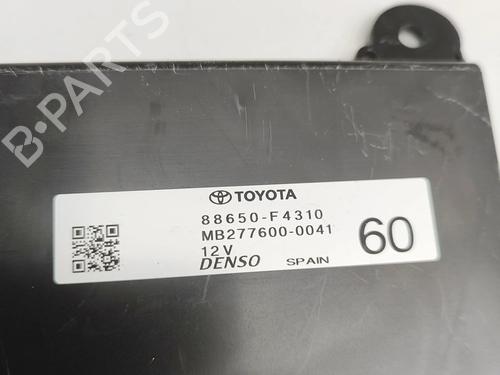 B-PARTS
TOYOTA
88650-F4310
MB277600-0041
12V
60
DENSO SPAIN